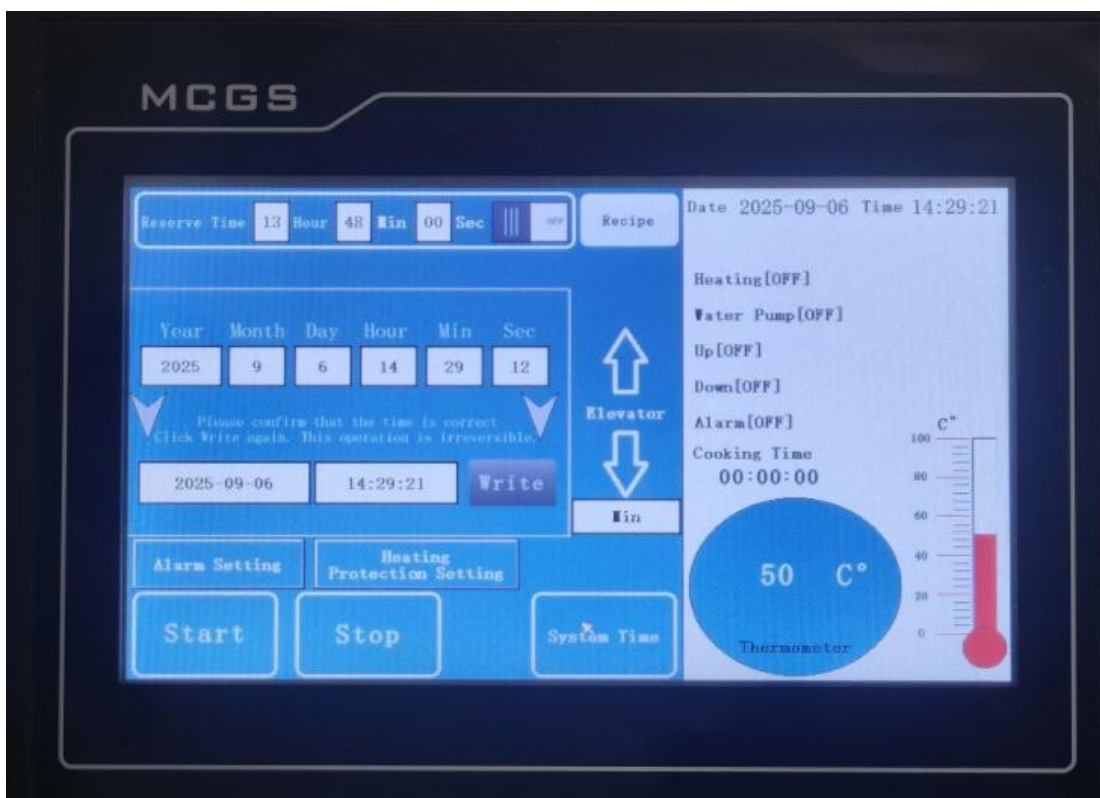 MCGS
Reserve Time 13 Hour 48 Min 00 Sec OFF
Recipe
Year Month Day Hour Min Sec
2025 9 6 14 29 12
Please confirm that the time is correct
Click Write again. This operation is irreversible.
2025-09-06 14:29:21 Write
Elevator
Min
Alarm Setting
Heating
Protection Setting
Start
Stop
System Time
Date 2025-09-06 Time 14:29:21
Heating[OFF]
Water Pump[OFF]
Up[OFF]
Down[OFF]
Alarm[OFF]
Cooking Time
00:00:00
50 C°
Thermometer
C°
100
80
60
40
20
0